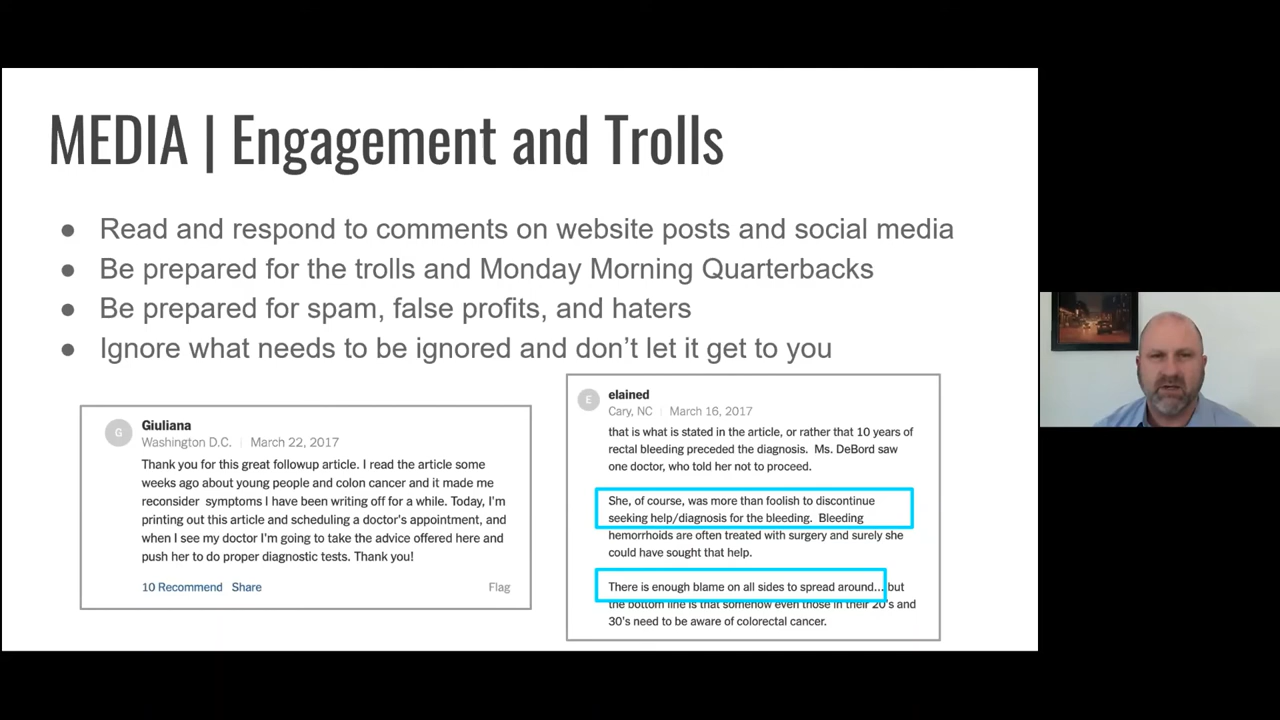 MEDIA | Engagement and Trolls
● Read and respond to comments on website posts and social media
● Be prepared for the trolls and Monday Morning Quarterbacks
● Be prepared for spam, false profits, and haters
● Ignore what needs to be ignored and don't let it get to you
G
Giuliana
Washington D.C. | March 22, 2017
Thank you for this great followup article. I read the article some
weeks ago about young people and colon cancer and it made me
reconsider symptoms I have been writing off for a while. Today, I'm
printing out this article and scheduling a doctor's appointment, and
when I see my doctor I'm going to take the advice offered here and
push her to do proper diagnostic tests. Thank you!
10 Recommend Share Flag
E
elained
Cary, NC | March 16, 2017
that is what is stated in the article, or rather that 10 years of
rectal bleeding preceded the diagnosis. Ms. DeBord saw
one doctor, who told her not to proceed.
She, of course, was more than foolish to discontinue
seeking help/diagnosis for the bleeding. Bleeding
hemorrhoids are often treated with surgery and surely she
could have sought that help.
There is enough blame on all sides to spread around... but
the bottom line is that somehow even those in their 20's and
30's need to be aware of colorectal cancer.